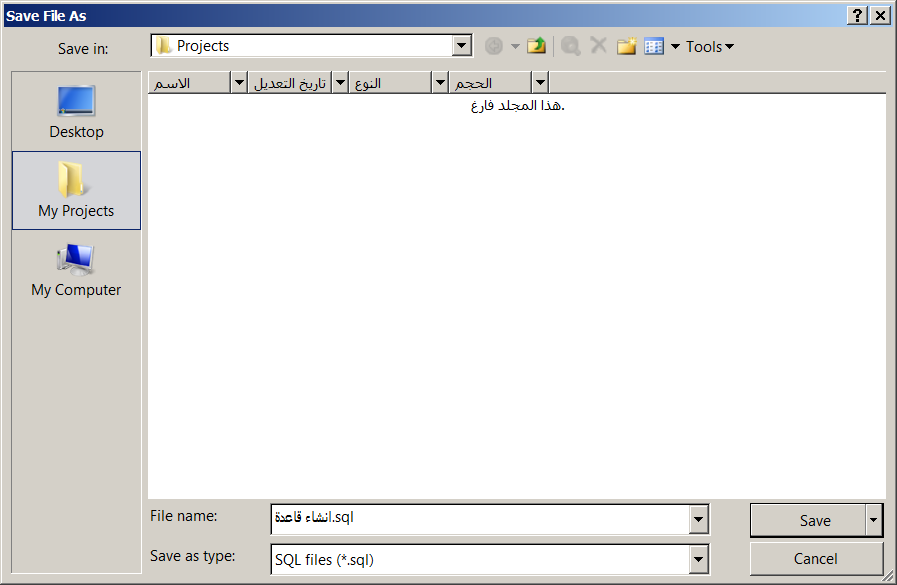 Save File As
Save in:
Projects
Tools
Desktop
My Projects
My Computer
الاسم
تاريخ التعديل
النوع
الحجم
هذا المجلد فارغ.
File name:
انشاء قاعدة.sql
Save
Save as type:
SQL files (*.sql)
Cancel